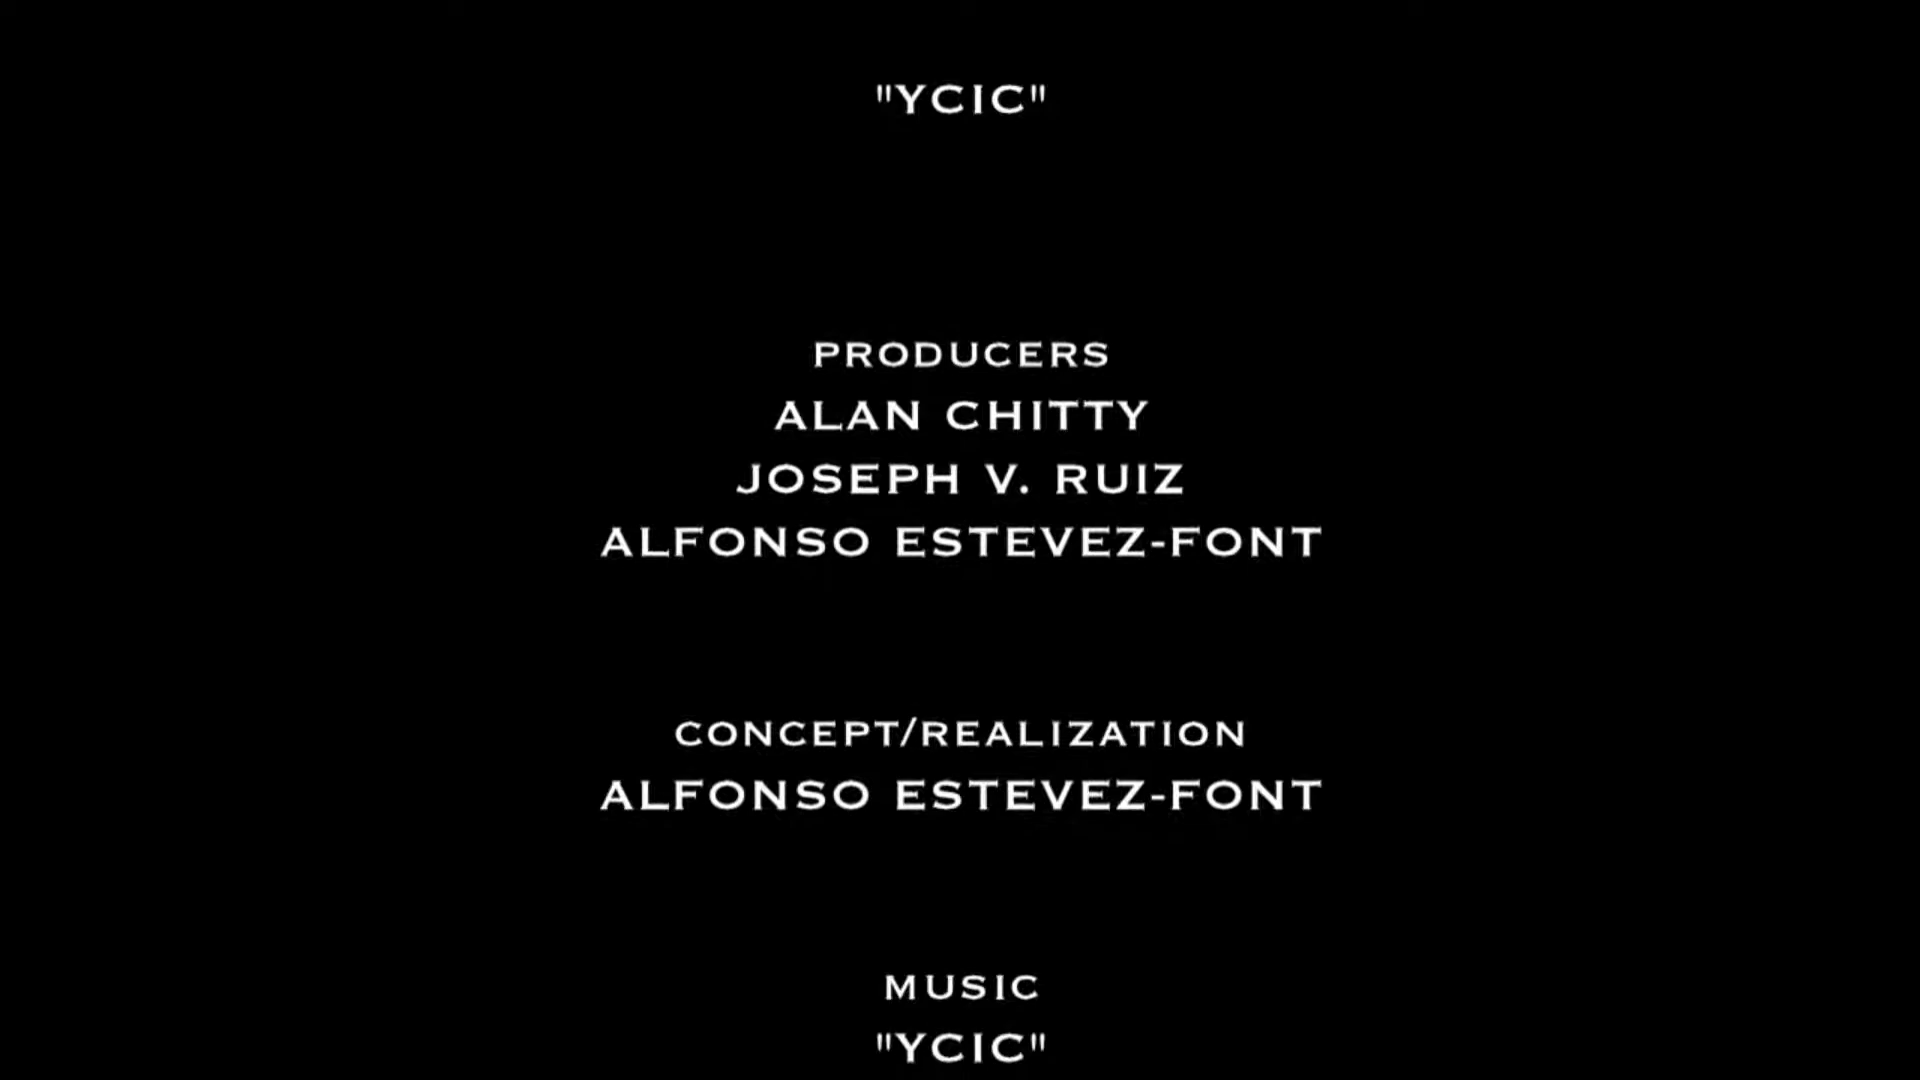 "YCIC"
PRODUCERS
ALAN CHITTY
JOSEPH V. RUIZ
ALFONSO ESTEVEZ-FONT
CONCEPT/REALIZATION
ALFONSO ESTEVEZ-FONT
MUSIC
"YCIC"